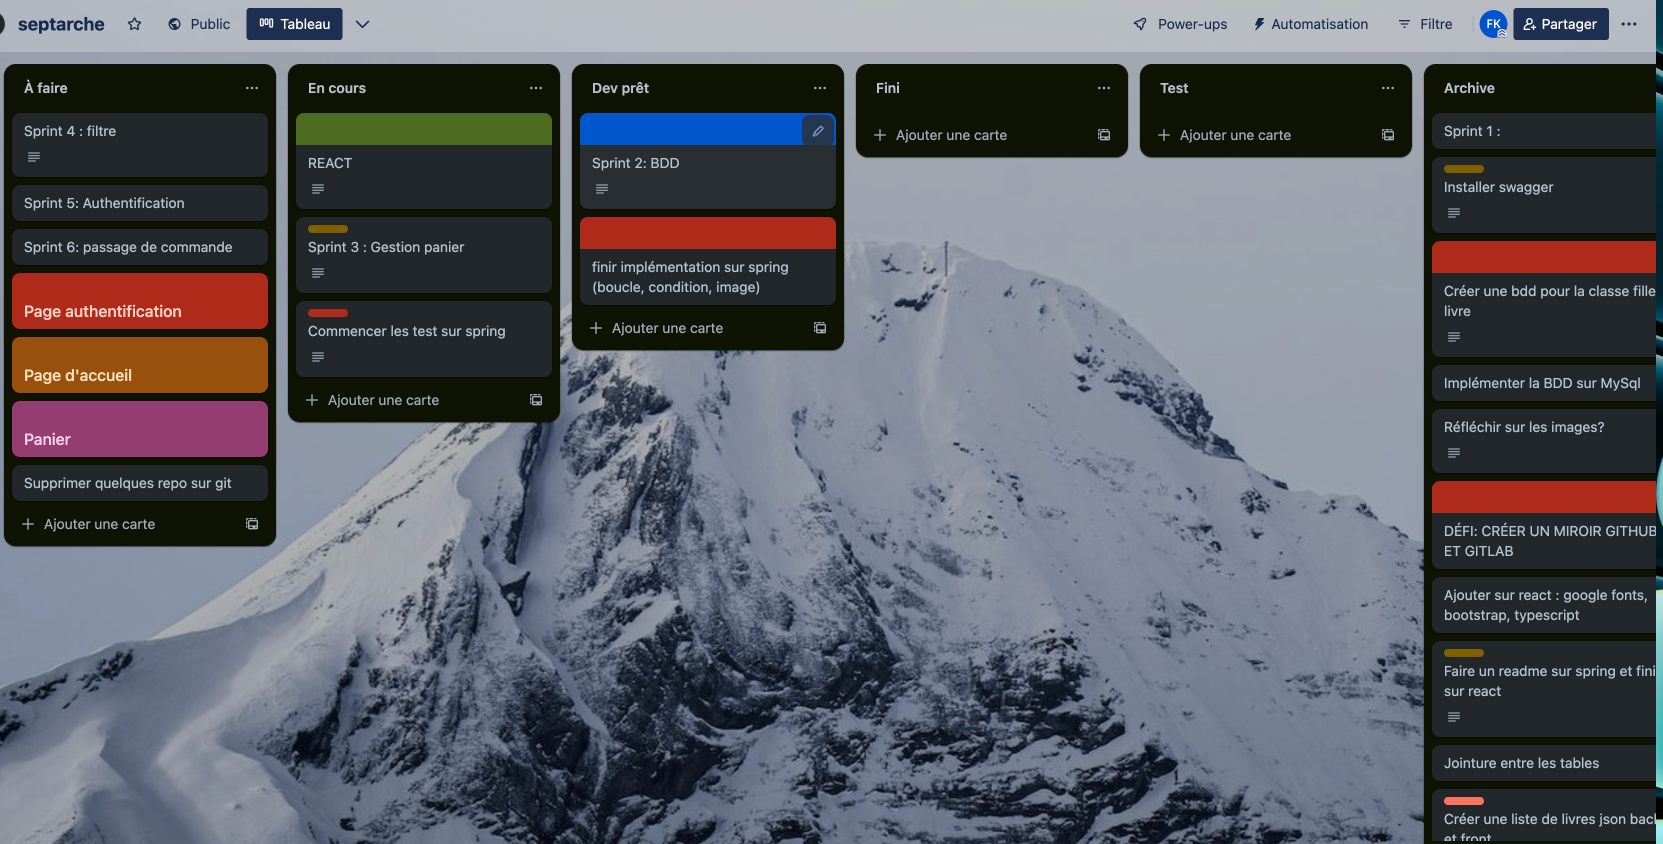 septarche
Public
Tableau
Power-ups
Automatisation
Filtre
FK
Partager
À faire
Sprint 4 : filtre
Sprint 5: Authentification
Sprint 6: passage de commande
Page authentification
Page d'accueil
Panier
Supprimer quelques repo sur git
Ajouter une carte
En cours
REACT
Sprint 3 : Gestion panier
Commencer les test sur spring
Ajouter une carte
Dev prêt
Sprint 2: BDD
finir implémentation sur spring
(boucle, condition, image)
Ajouter une carte
Fini
Ajouter une carte
Test
Ajouter une carte
Archive
Sprint 1 :
Installer swagger
Créer une bdd pour la classe fille
livre
Implémenter la BDD sur MySql
Réfléchir sur les images?
DÉFI: CRÉER UN MIROIR GITHUB
ET GITLAB
Ajouter sur react : google fonts,
bootstrap, typescript
Faire un readme sur spring et fini
sur react
Jointure entre les tables
Créer une liste de livres json back
et front